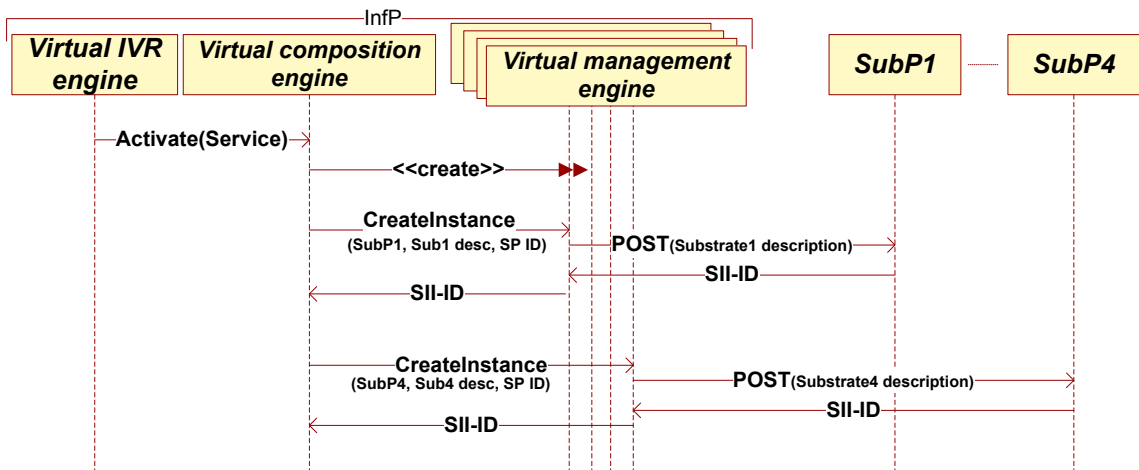 InfP
Virtual IVR
engine
Virtual composition
engine
Virtual management
engine
SubP1
SubP4
Activate(Service)
<<create>>
CreateInstance
(SubP1, Sub1 desc, SP ID)
POST(Substrate1 description)
SII-ID
SII-ID
CreateInstance
(SubP4, Sub4 desc, SP ID)
POST(Substrate4 description)
SII-ID
SII-ID